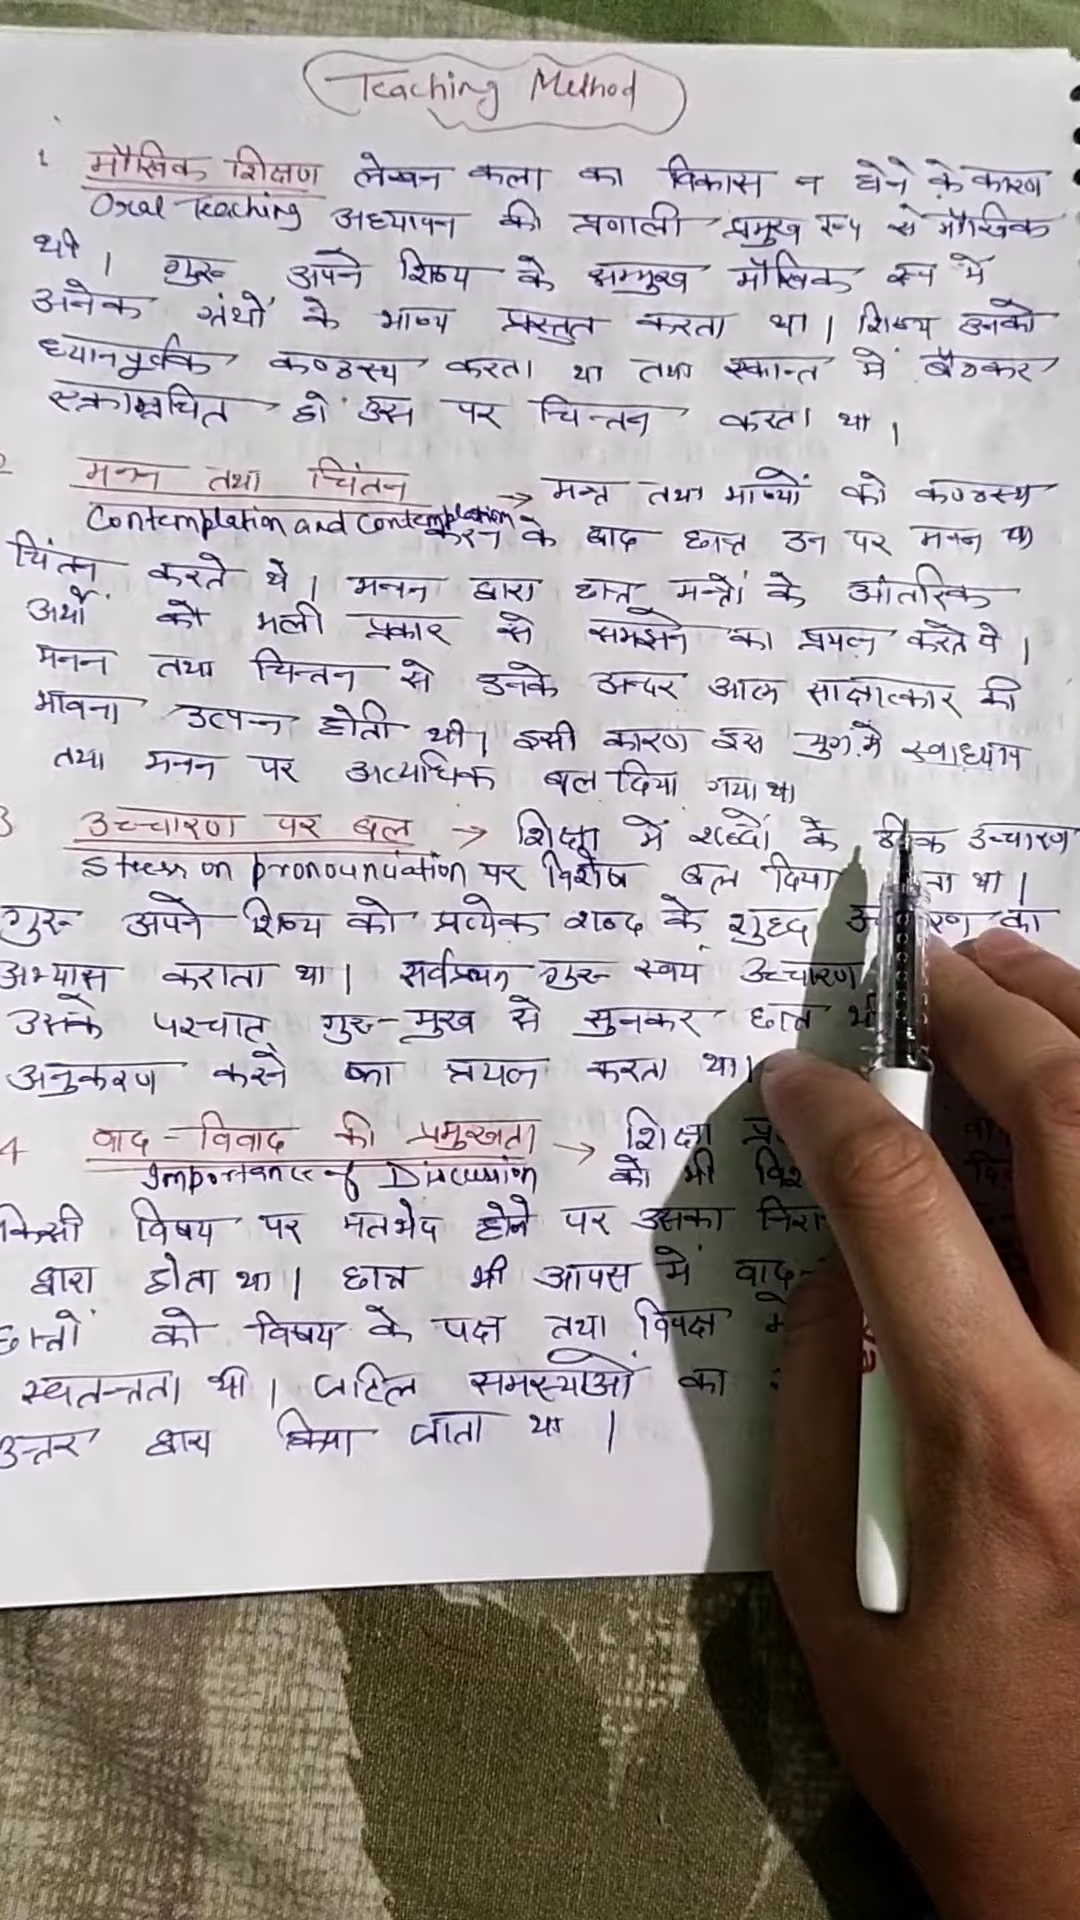 Teaching Method
1 मौखिक शिक्षण लेखन कला का विकास न होने के कारण
Oral Teaching अध्यापन की प्रणाली प्रमुख रूप से मौखिक
थी। गुरू अपने शिष्य के सम्मुख मौखिक रूप में
अनेक ग्रंथों के भाष्य प्रस्तुत करता था। शिष्य उनको
ध्यानपूर्वक कण्ठस्थ करता था तथा एकान्त में बैठकर
हो उस पर चिन्तन करता था।
2 मनन तथा चिंतन → मन्त्र तथा भाष्यों को कण्ठस्थ
Contemplation and Contemplation करने के बाद छात्र उन पर मनन
चिंतन करते थे। मनन द्वारा छात्र मन्त्रों के आंतरिक
अर्थों को भली प्रकार से समझने का प्रयत्न करते थे।
मनन तथा चिन्तन से उनके अन्दर आत्म साक्षात्कार की
भावना उत्पन्न होती थी। इसी कारण इस युग में स्वाध्याय
तथा मनन पर अत्यधिक बल दिया गया था
3 उच्चारण पर बल → शिक्षा में शब्दों के ठीक उच्चारण
Stress on pronounuiation पर विशेष बल दिया ता था।
गुरू अपने शिष्य को प्रत्येक शब्द के शुद्ध का
अभ्यास कराता था। सर्वप्रथम गुरू स्वयं उच्चारण
उसके पश्चात् गुरू-मुख से सुनकर छात्र
अनुकरण करने का प्रयत्न करता था।
4 वाद-विवाद की प्रमुखता → शिक्षा
Importance of Discussion को भी
किसी विषय पर मतभेद होने पर उसका
द्वारा होता था। छात्र भी आपस में वाद-
छात्रों को विषय के पक्ष तथा विपक्ष
स्वतन्त्रता थी। जटिल समस्याओं का
उत्तर द्वारा किया जाता था।